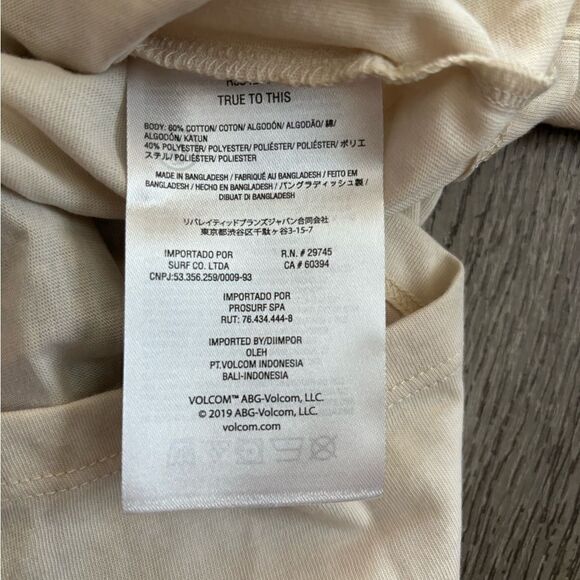 TRUE TO THIS
BODY: 60% COTTON/ COTON/ ALGODÓN/ ALGODÃO/ 綿/
ALGODÓN/ KATUN
40% POLYESTER/ POLYESTER/ POLIÉSTER/ POLIÉSTER/ ポリエ
ステル/ POLIÉSTER/ POLIESTER
MADE IN BANGLADESH / FABRIQUÉ AU BANGLADESH / FEITO EM
BANGLADESH / HECHO EN BANGLADESH / バングラディッシュ製 /
DIBUAT DI BANGLADESH
リバレイティッドブランズジャパン合同会社
東京都渋谷区千駄ヶ谷3-15-7
IMPORTADO POR
SURF CO. LTDA
CNPJ:53.356.259/0009-93
R.N. # 29745
CA # 60394
IMPORTADO POR
PROSURF SPA
RUT: 76.434.444-8
IMPORTED BY/DIIMPOR
OLEH
PT.VOLCOM INDONESIA
BALI-INDONESIA
VOLCOM™ ABG-Volcom, LLC.
© 2019 ABG-Volcom, LLC.
volcom.com